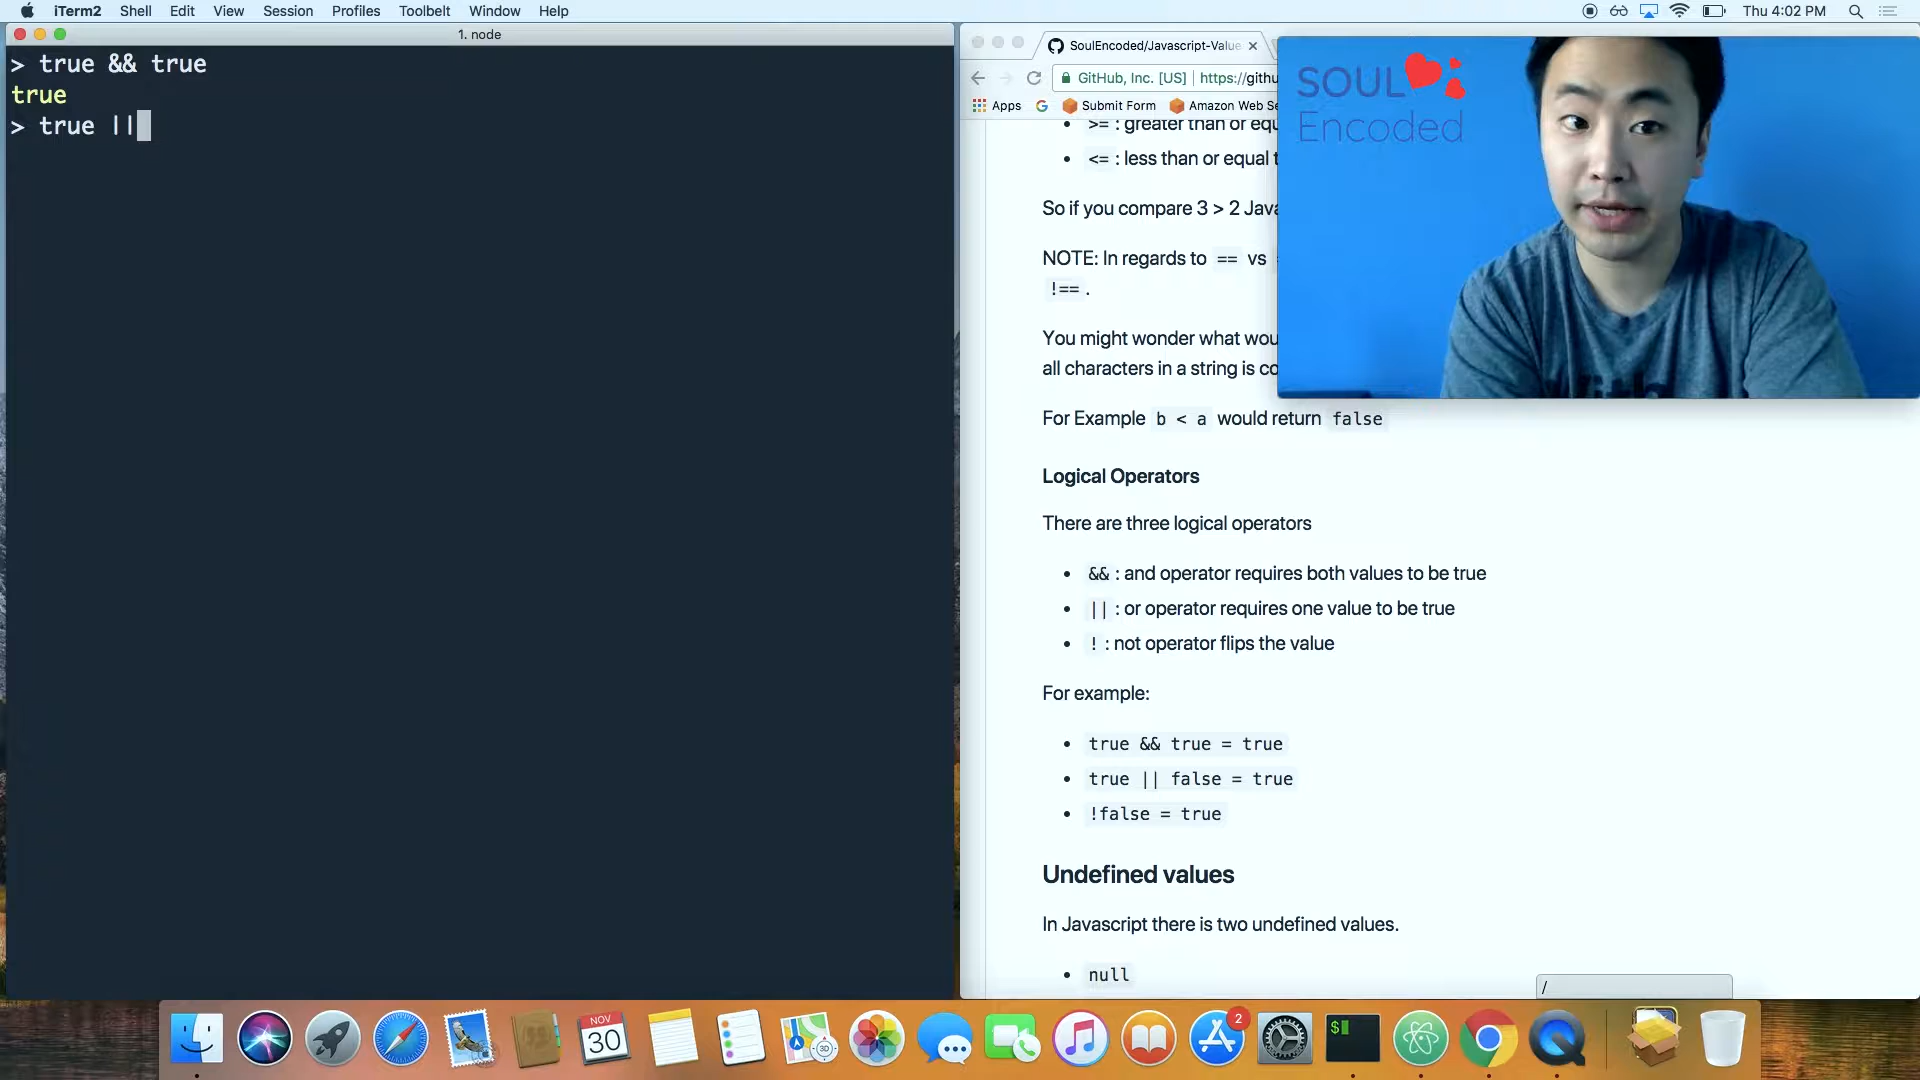 iTerm2 Shell Edit View Session Profiles Toolbelt Window Help Thu 4:02 PM
1. node
> true && true
true
> true ||
SoulEncoded/Javascript-Value
GitHub, Inc. [US] | https://githu
Apps Submit Form Amazon Web Se
SOUL
Encoded
>= : greater than or equ
<= : less than or equal t
So if you compare 3 > 2 Java
NOTE: In regards to == vs
!== .
You might wonder what wou
all characters in a string is co
For Example b < a would return false
Logical Operators
There are three logical operators
• && : and operator requires both values to be true
• || : or operator requires one value to be true
• ! : not operator flips the value
For example:
• true && true = true
• true || false = true
• !false = true
Undefined values
In Javascript there is two undefined values.
• null
/
NOV
30
30
2
$